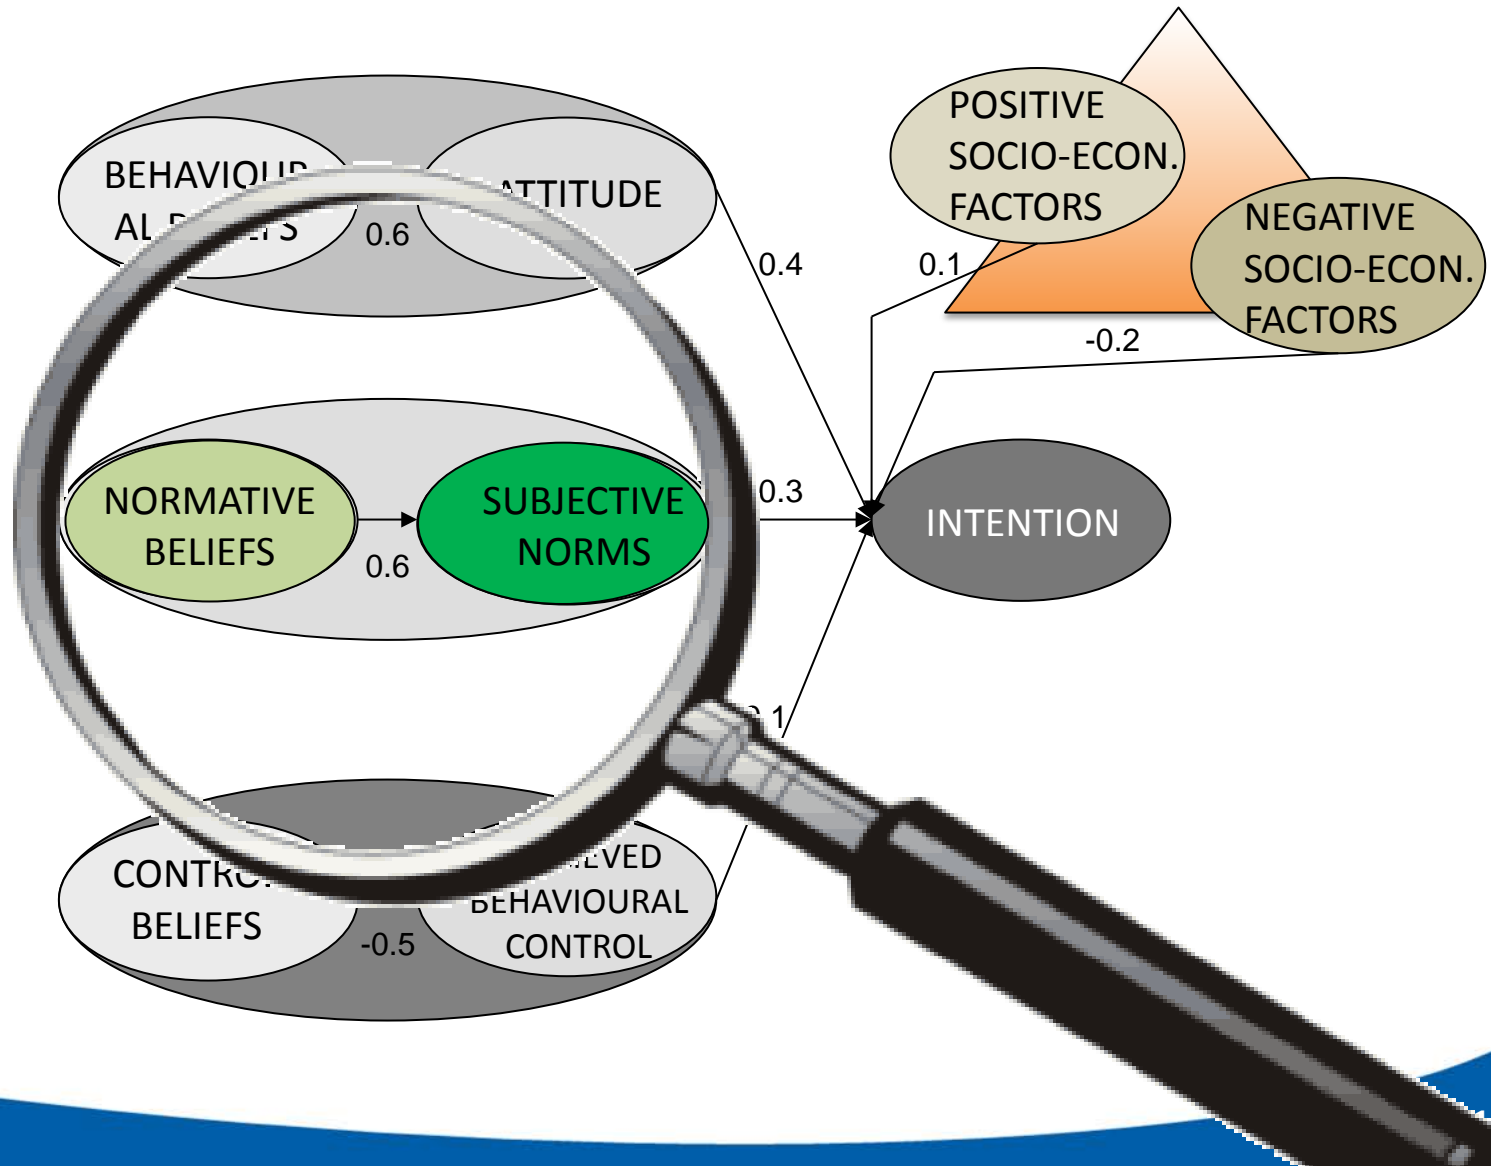 ATTITUDE
0.6
0.4
POSITIVE
SOCIO-ECON.
FACTORS
0.1
NEGATIVE
SOCIO-ECON.
FACTORS
-0.2
NORMATIVE
BELIEFS
0.6
SUBJECTIVE
NORMS
0.3
INTENTION
BELIEFS
-0.5
BEHAVIOURAL
CONTROL